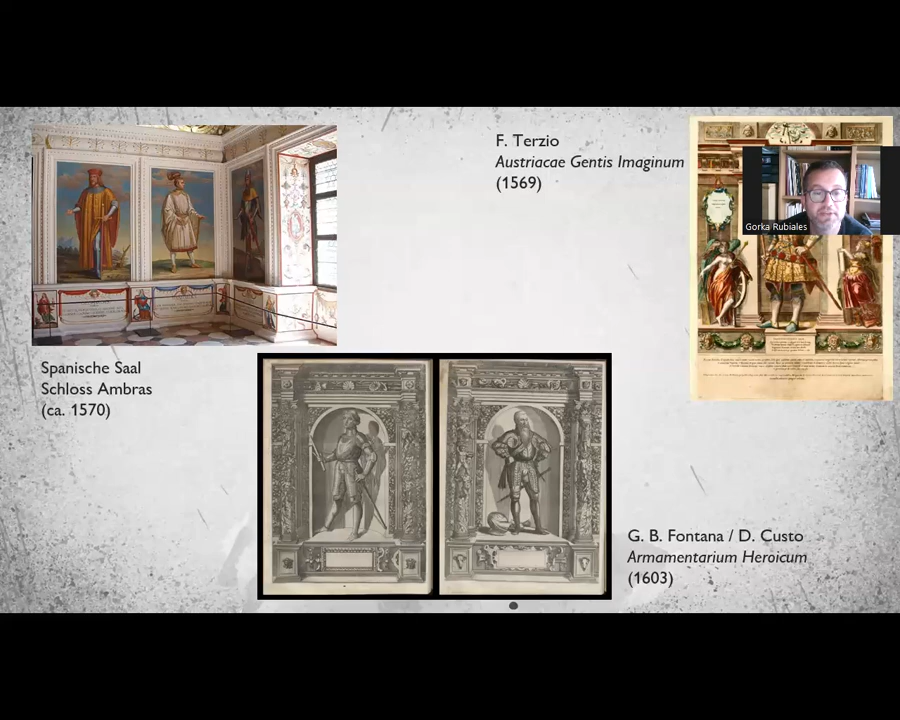 F. Terzio
Austriacae Gentis Imaginum
(1569)
Gorka Rubiales
Spanische Saal
Schloss Ambras
(ca. 1570)
G. B. Fontana / D. Custo
Armamentarium Heroicum
(1603)